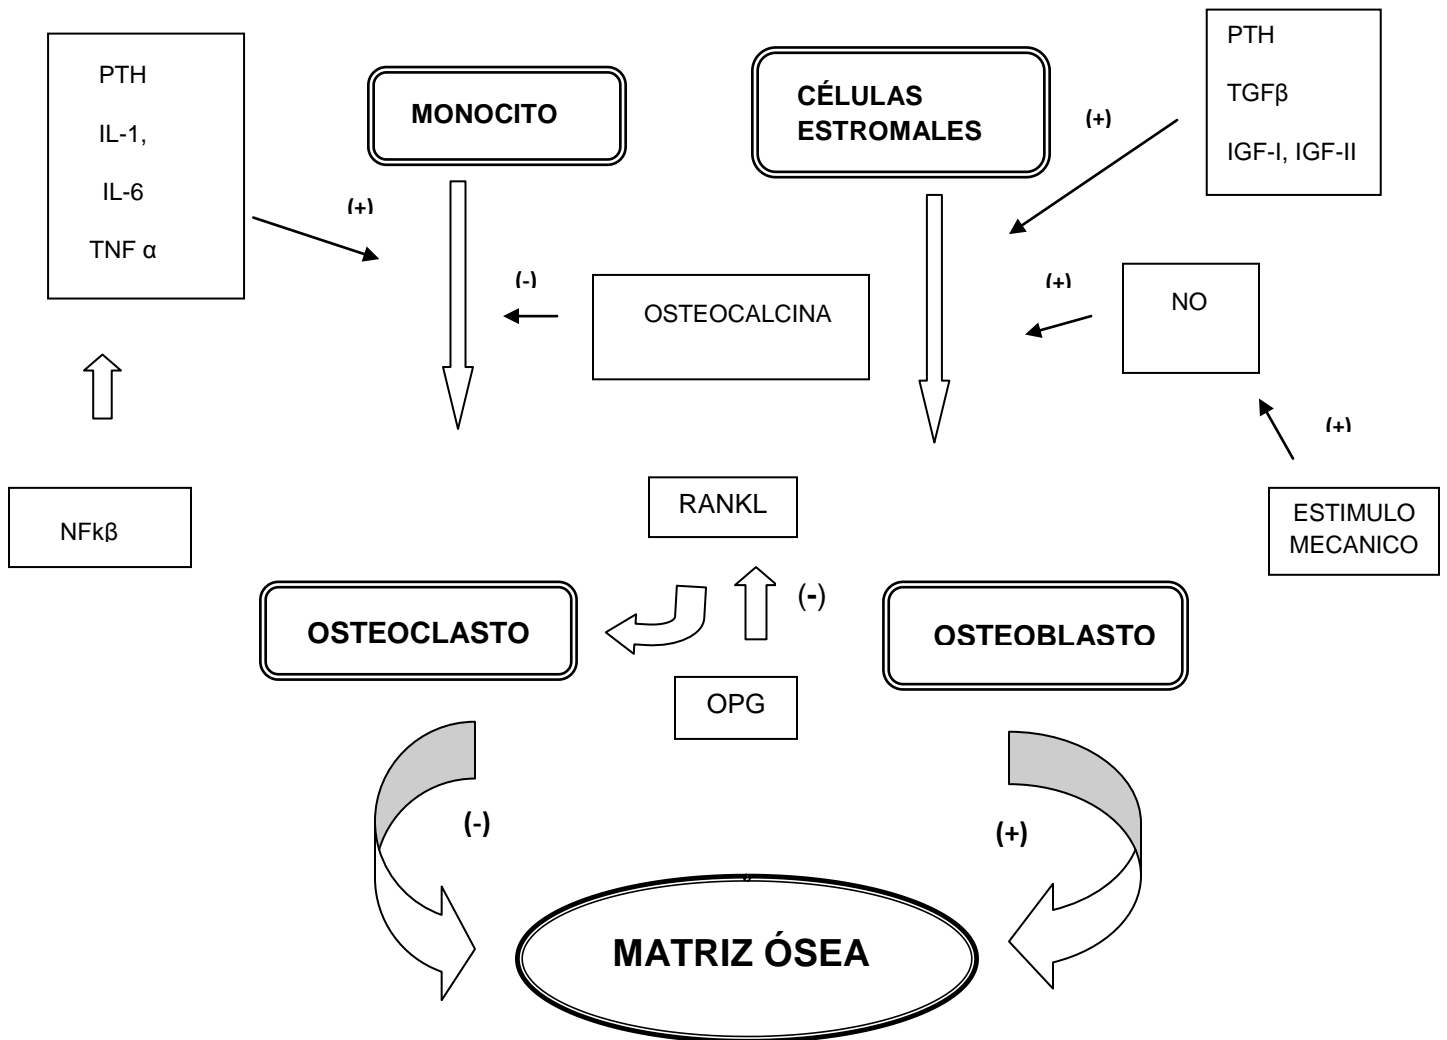 PTH
IL-1,
IL-6
TNF α
(+)
MONOCITO
CÉLULAS
ESTROMALES
(+)
PTH
TGFβ
IGF-I, IGF-II
(-)
OSTEOCALCINA
(+)
NO
(+)
ESTIMULO
MECANICO
NFkβ
RANKL
(-)
OPG
OSTEOCLASTO
OSTEOBLASTO
(-)
(+)
MATRIZ ÓSEA